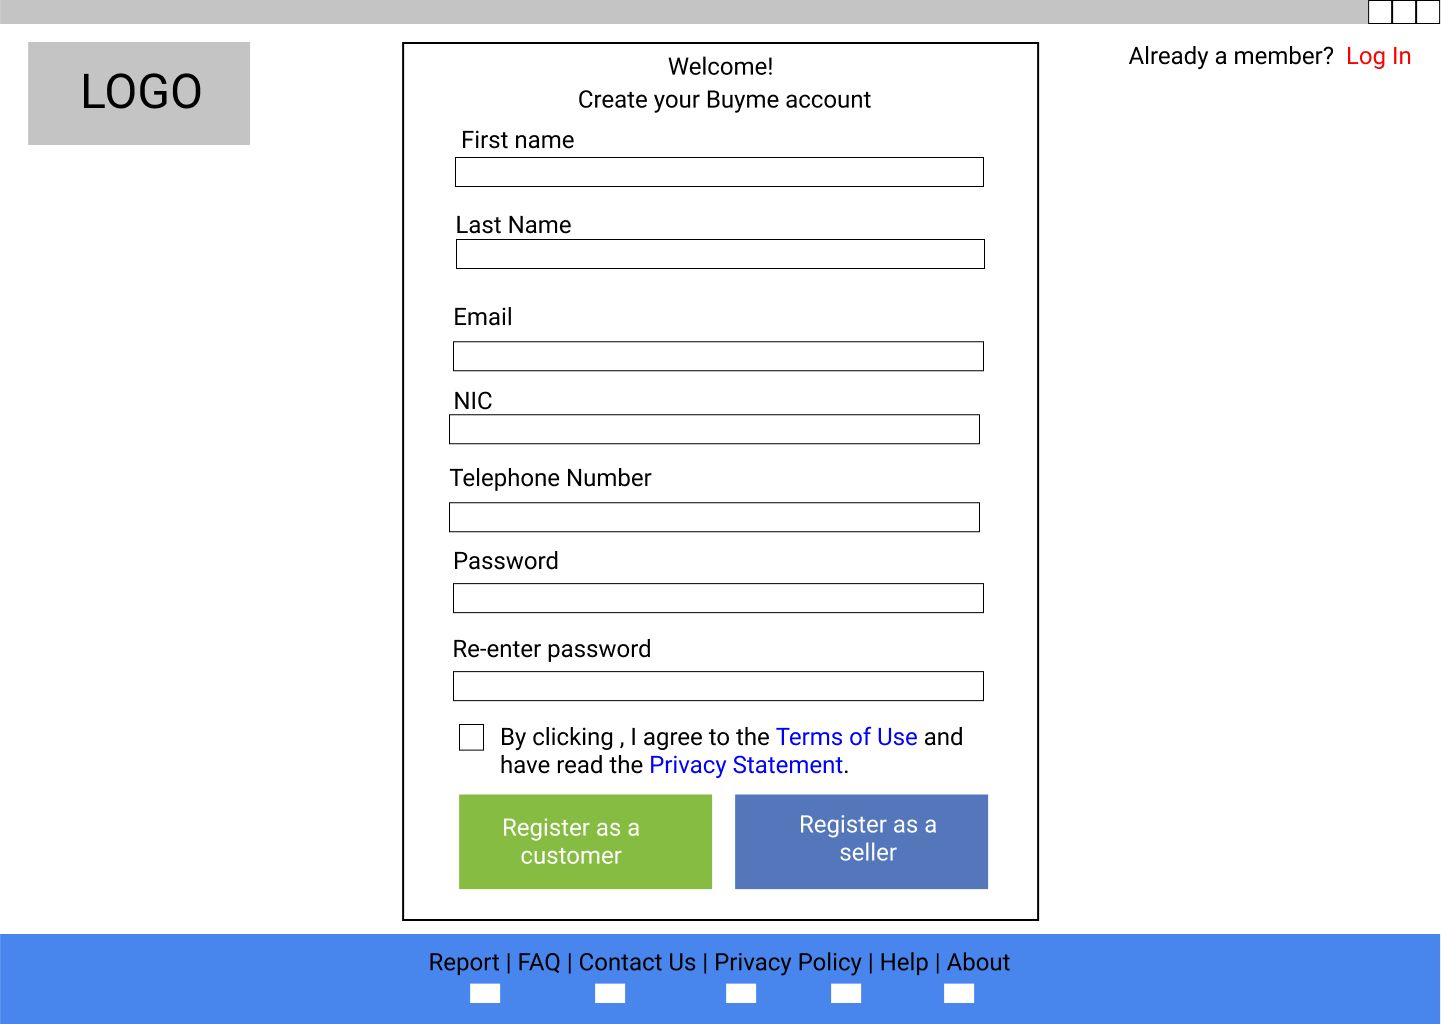 LOGO
Already a member? Log In
Welcome!
Create your Buyme account
First name
Last Name
Email
NIC
Telephone Number
Password
Re-enter password
By clicking , I agree to the Terms of Use and
have read the Privacy Statement.
Register as a
customer
Register as a
seller
Report | FAQ | Contact Us | Privacy Policy | Help | About